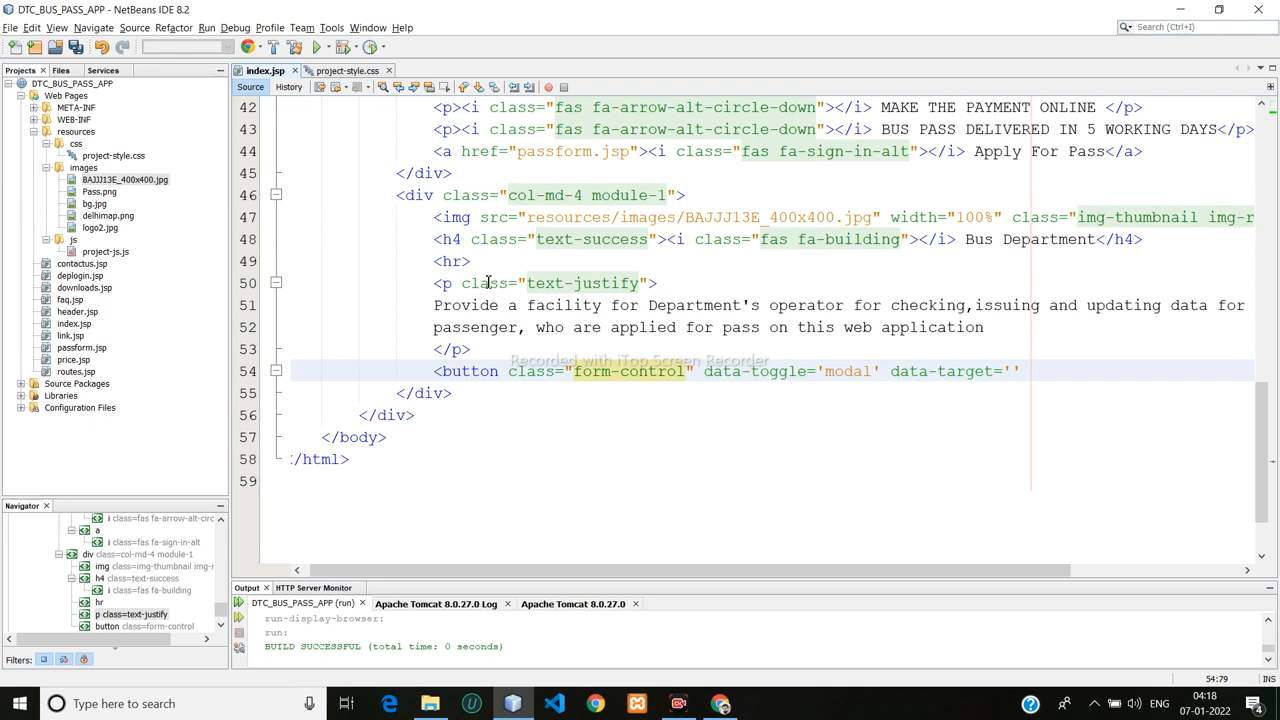 DTC_BUS_PASS_APP - NetBeans IDE 8.2
File Edit View Navigate Source Refactor Run Debug Profile Team Tools Window Help
Search (Ctrl+I)
Projects Files Services
index.jsp project-style.css
Source History
DTC_BUS_PASS_APP
Web Pages
META-INF
WEB-INF
resources
css
project-style.css
images
BAJJJ13E_400x400.jpg
Pass.png
bg.jpg
delhimap.png
logo2.jpg
js
project-js.js
contactus.jsp
deplogin.jsp
downloads.jsp
faq.jsp
header.jsp
index.jsp
link.jsp
passform.jsp
price.jsp
routes.jsp
Source Packages
Libraries
Configuration Files
42 <p><i class="fas fa-arrow-alt-circle-down"></i> MAKE THE PAYMENT ONLINE </p>
43 <p><i class="fas fa-arrow-alt-circle-down"></i> BUS PASS DELIVERED IN 5 WORKING DAYS</p>
44 <a href="passform.jsp"><i class="fas fa-sign-in-alt"></i> Apply For Pass</a>
45 </div>
46 <div class="col-md-4 module-1">
47 <img src="resources/images/BAJJJ13E_400x400.jpg" width="100%" class="img-thumbnail img-r
48 <h4 class="text-success"><i class="fas fa-building"></i> Bus Department</h4>
49 <hr>
50 <p class="text-justify">
51 Provide a facility for Department's operator for checking,issuing and updating data for
52 passenger, who are applied for pass on this web application
53 </p>
54 <button class="form-control" data-toggle='modal' data-target=''
55 </div>
56 </div>
57 </body>
58 /html>
59
Recorded with iTop Screen Recorder
Navigator
i class=fas fa-arrow-alt-circ
a
i class=fas fa-sign-in-alt
div class=col-md-4 module-1
img class=img-thumbnail img-r
h4 class=text-success
i class=fas fa-building
hr
p class=text-justify
button class=form-control
Filters:
Output HTTP Server Monitor
DTC_BUS_PASS_APP (run) Apache Tomcat 8.0.27.0 Log Apache Tomcat 8.0.27.0
run-display-browser:
run:
BUILD SUCCESSFUL (total time: 0 seconds)
54:79 INS
Type here to search
ENG
04:18
07-01-2022